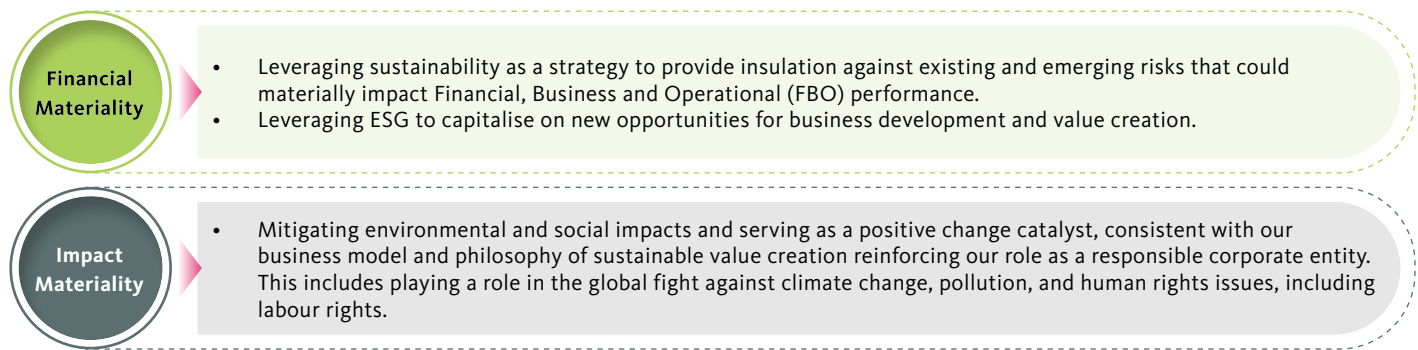 Financial
Materiality
• Leveraging sustainability as a strategy to provide insulation against existing and emerging risks that could
materially impact Financial, Business and Operational (FBO) performance.
• Leveraging ESG to capitalise on new opportunities for business development and value creation.
Impact
Materiality
• Mitigating environmental and social impacts and serving as a positive change catalyst, consistent with our
business model and philosophy of sustainable value creation reinforcing our role as a responsible corporate entity.
This includes playing a role in the global fight against climate change, pollution, and human rights issues, including
labour rights.